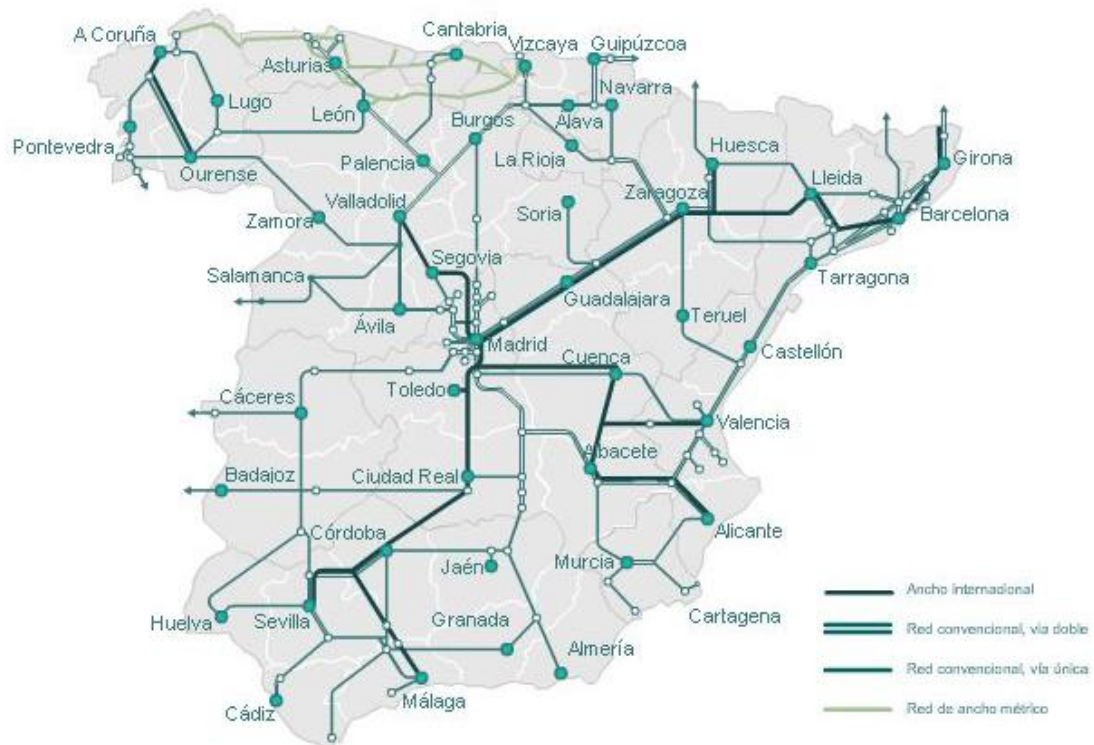 A Coruña
Cantabria
Vizcaya
Guipúzcoa
Asturias
Navarra
Lugo
León
Burgos
Alava
Pontevedra
Ourense
Palencia
La Rioja
Huesca
Girona
Lleida
Zaragoza
Valladolid
Soria
Zamora
Barcelona
Segovia
Salamanca
Tarragona
Guadalajara
Ávila
Teruel
Madrid
Castellón
Cuenca
Toledo
Cáceres
Valencia
Albacete
Badajoz
Ciudad Real
Alicante
Córdoba
Jaén
Murcia
Cartagena
Huelva
Sevilla
Granada
Almería
Málaga
Cádiz
Ancho internacional
Red convencional, vía doble
Red convencional, vía única
Red de ancho métrico